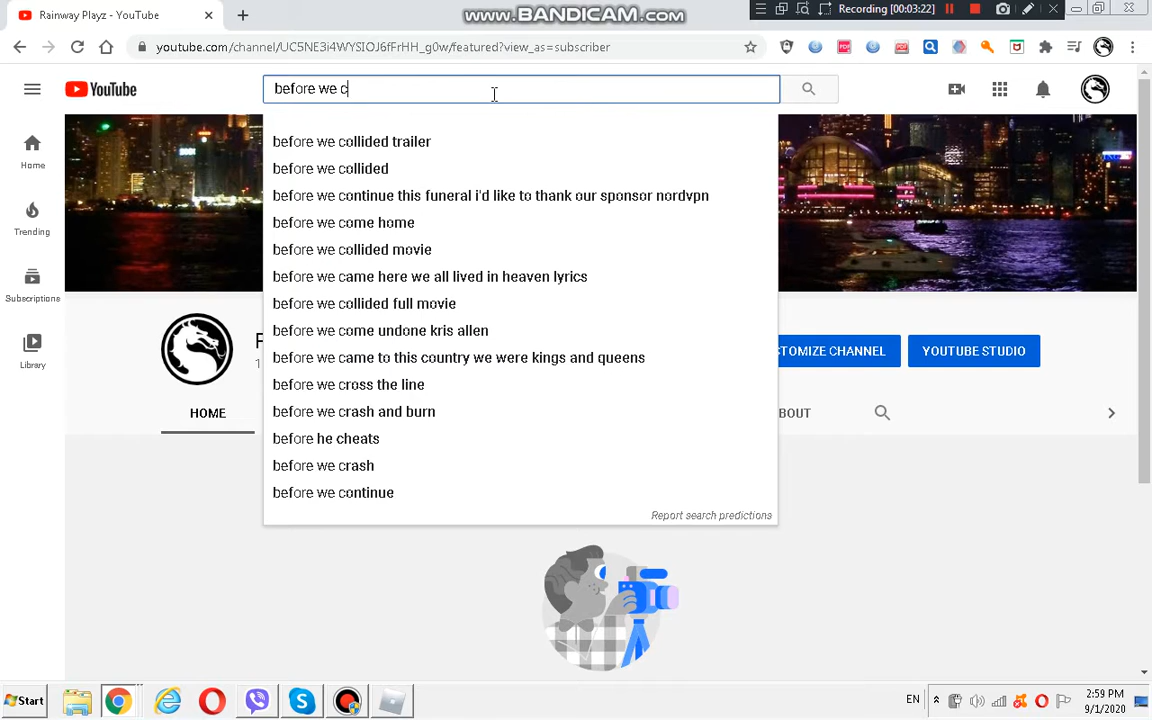 www.BANDICAM.com
Recording [00:03:22]
Rainway Playz - YouTube
youtube.com/channel/UC5NE3i4WYSIOJ6fFrHH_g0w/featured?view_as=subscriber
YouTube
before we c
before we collided trailer
before we collided
before we continue this funeral i'd like to thank our sponsor nordvpn
before we come home
before we collided movie
before we came here we all lived in heaven lyrics
before we collided full movie
before we come undone kris allen
before we came to this country we were kings and queens
before we cross the line
before we crash and burn
before he cheats
before we crash
before we continue
Report search predictions
Home
Trending
Subscriptions
Library
TOMIZE CHANNEL
YOUTUBE STUDIO
HOME
BOUT
Start
EN
2:59 PM
9/1/2020